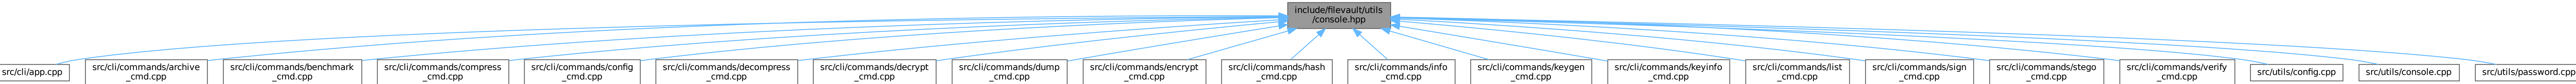 include/filevault/utils
/console.hpp
src/cli/app.cpp
src/cli/commands/archive
_cmd.cpp
src/cli/commands/benchmark
_cmd.cpp
src/cli/commands/compress
_cmd.cpp
src/cli/commands/config
_cmd.cpp
src/cli/commands/decompress
_cmd.cpp
src/cli/commands/decrypt
_cmd.cpp
src/cli/commands/dump
_cmd.cpp
src/cli/commands/encrypt
_cmd.cpp
src/cli/commands/hash
_cmd.cpp
src/cli/commands/info
_cmd.cpp
src/cli/commands/keygen
_cmd.cpp
src/cli/commands/keyinfo
_cmd.cpp
src/cli/commands/list
_cmd.cpp
src/cli/commands/sign
_cmd.cpp
src/cli/commands/stego
_cmd.cpp
src/cli/commands/verify
_cmd.cpp
src/utils/config.cpp
src/utils/console.cpp
src/utils/password.cpp